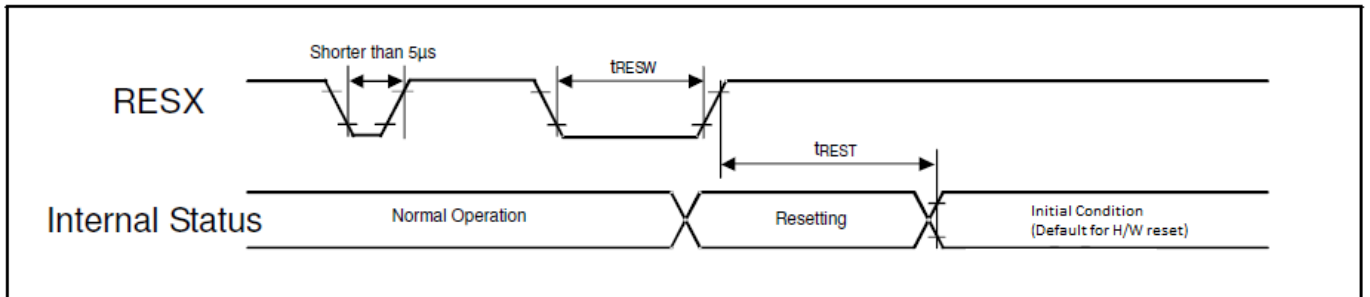 Shorter than 5µs
tRESW
RESX
tREST
Internal Status
Normal Operation
Resetting
Initial Condition
(Default for H/W reset)